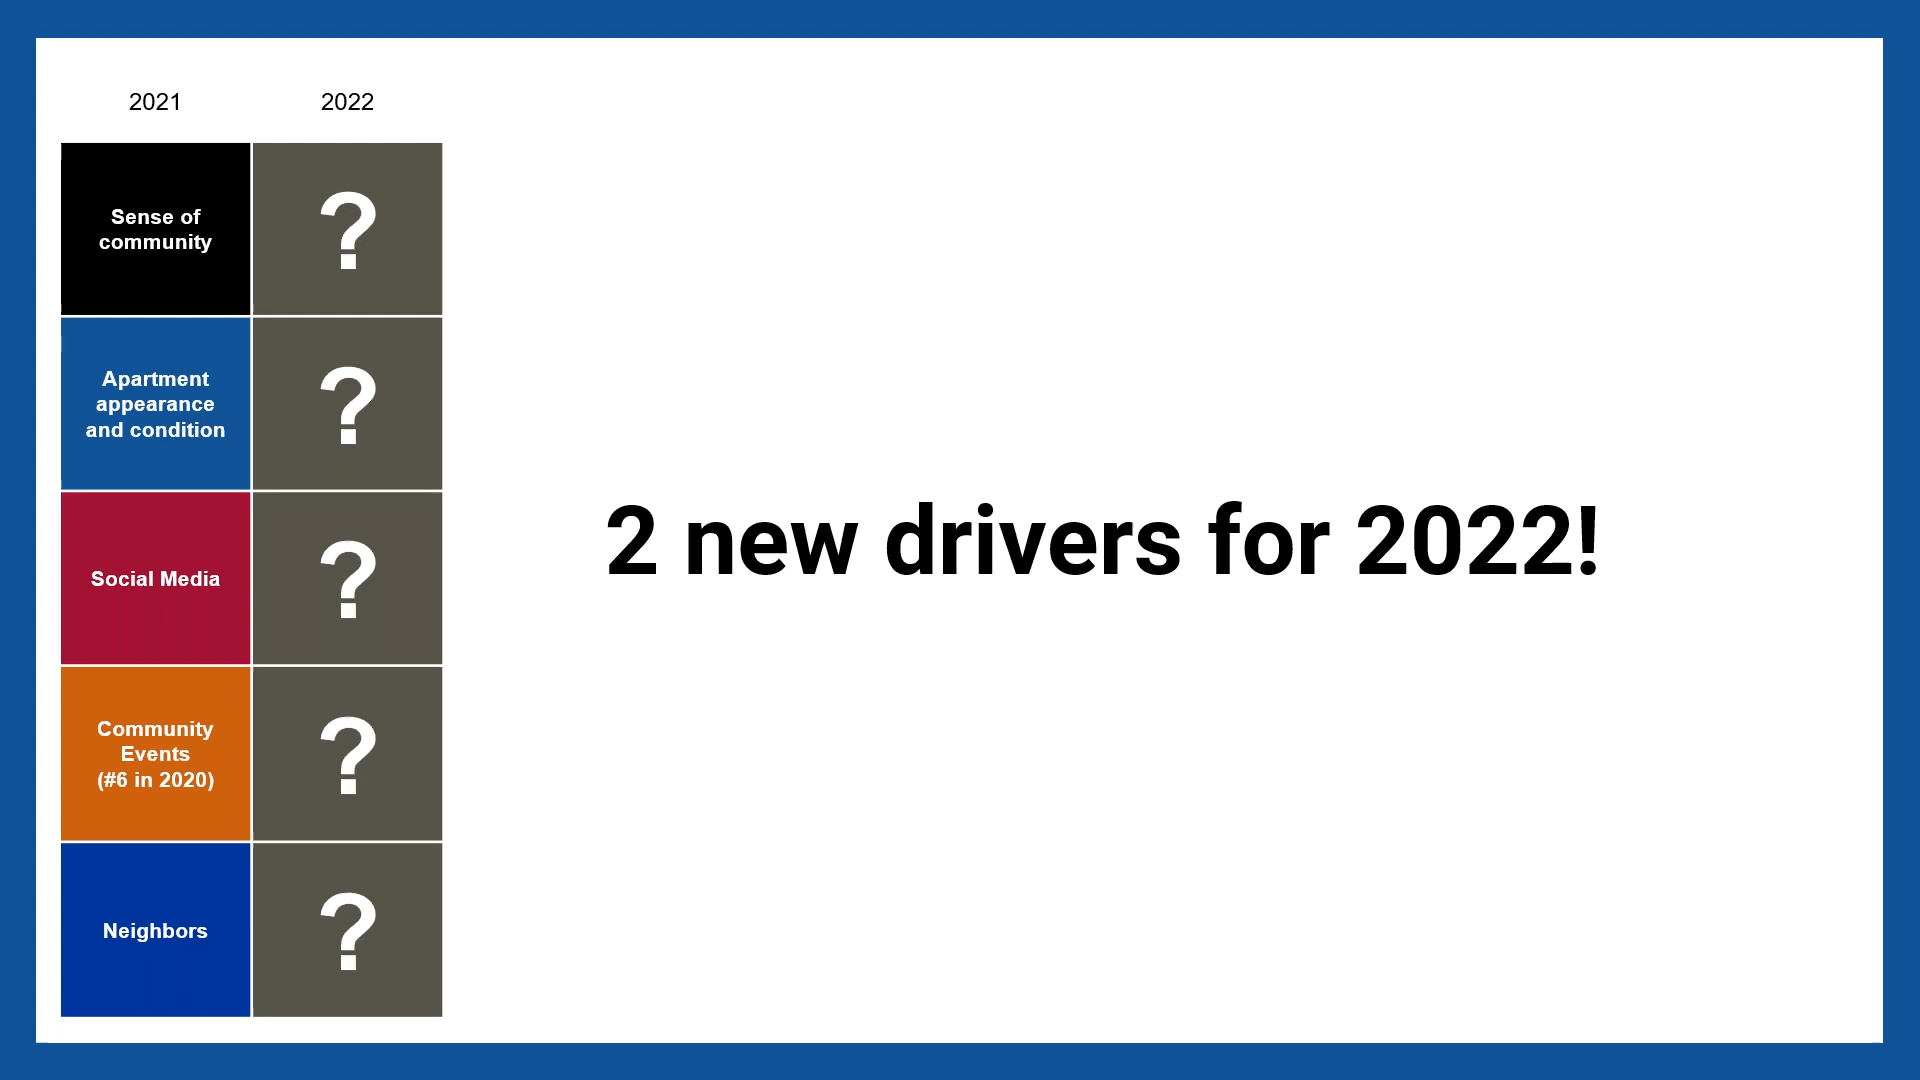 2021 2022
Sense of
community
?
Apartment
appearance
and condition
?
Social Media
?
Community
Events
(#6 in 2020)
?
Neighbors
?
2 new drivers for 2022!